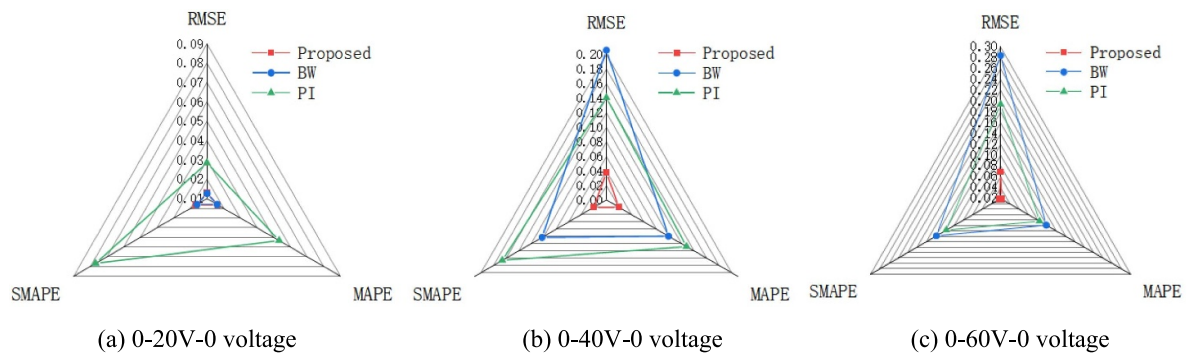 RMSE
0.09
0.08
0.07
0.06
0.05
0.04
0.03
0.02
0.01
Proposed
BW
PI
SMAPE
MAPE
(a) 0-20V-0 voltage
RMSE
0.20
0.18
0.16
0.14
0.12
0.10
0.08
0.06
0.04
0.02
0.00
Proposed
BW
PI
SMAPE
MAPE
(b) 0-40V-0 voltage
RMSE
0.30
0.28
0.26
0.24
0.22
0.20
0.18
0.16
0.14
0.12
0.10
0.08
0.06
0.04
0.02
Proposed
BW
PI
SMAPE
MAPE
(c) 0-60V-0 voltage